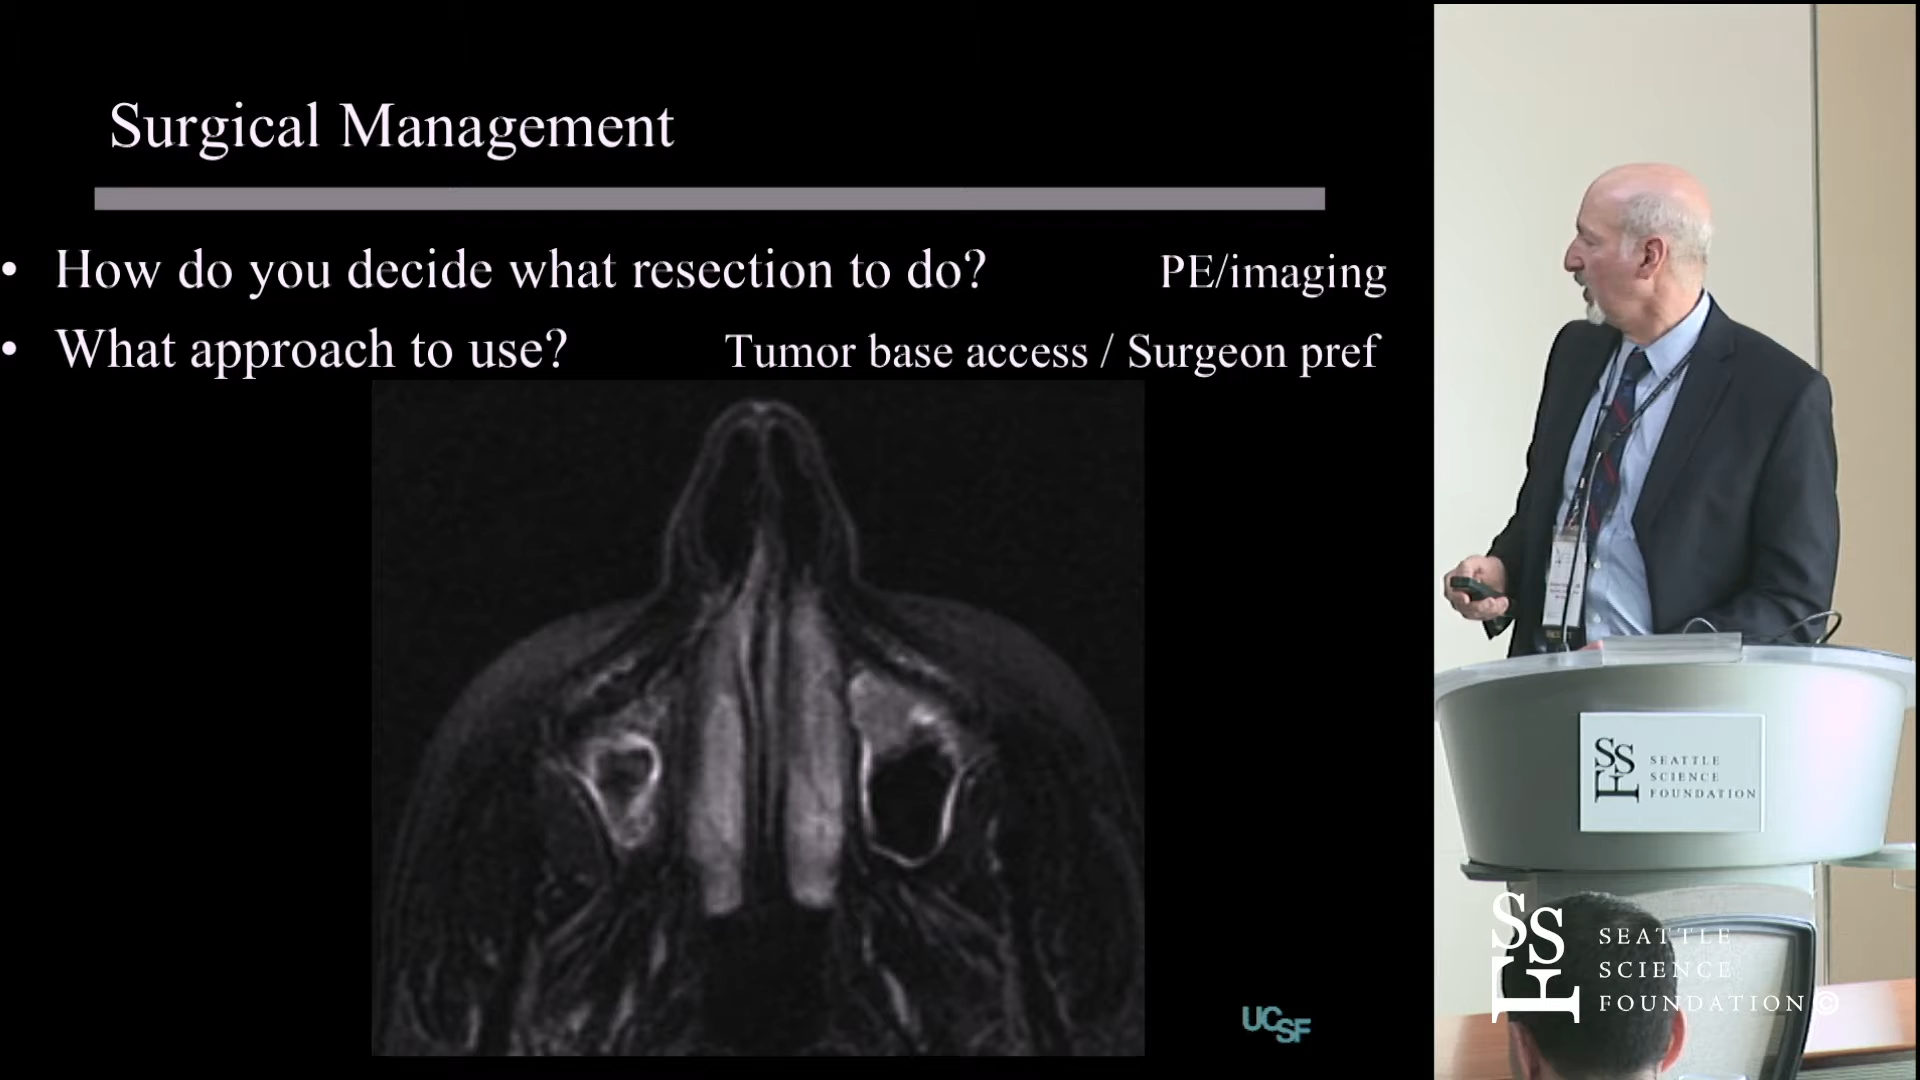 Surgical Management
• How do you decide what resection to do? PE/imaging
• What approach to use? Tumor base access / Surgeon pref
UCSF
SSF
SEATTLE
SCIENCE
FOUNDATION
SSF
SEATTLE
SCIENCE
FOUNDATION ©